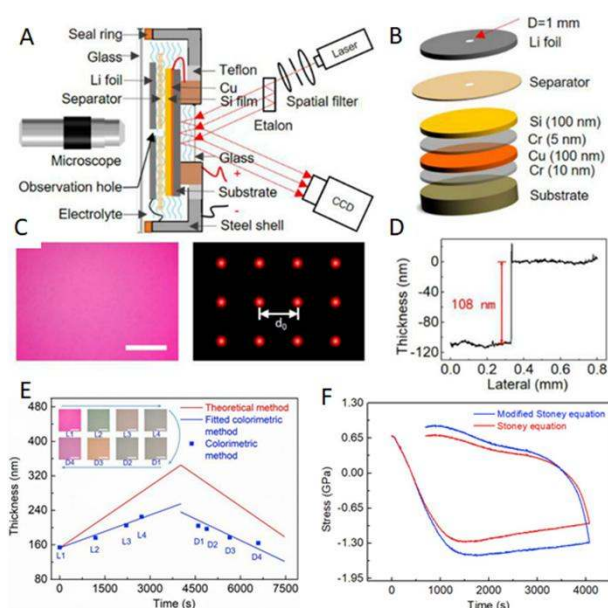 A
Seal ring
Glass
Li foil
Separator
Microscope
Observation hole
Electrolyte
Teflon
Cu
Si film
Glass
Substrate
Steel shell
+
-
Laser
Spatial filter
Etalon
CCD
B
D=1 mm
Li foil
Separator
Si (100 nm)
Cr (5 nm)
Cu (100 nm)
Cr (10 nm)
Substrate
C
d₀
D
Thickness (nm)
0
-40
-80
-120
108 nm
0.0 0.2 0.4 0.6 0.8
Lateral (mm)
E
Thickness (nm)
480
400
320
240
160
80
Theoretical method
Fitted colorimetric
method
Colorimetric
method
L1 L2 L3 L4
D4 D3 D2 D1
L1 L2 L3 L4 D1 D2 D3 D4
0 1500 3000 4500 6000 7500
Time (s)
F
Stress (GPa)
1.30
0.65
0.00
-0.65
-1.30
-1.95
Modified Stoney equation
Stoney equation
0 1000 2000 3000 4000
Time (s)